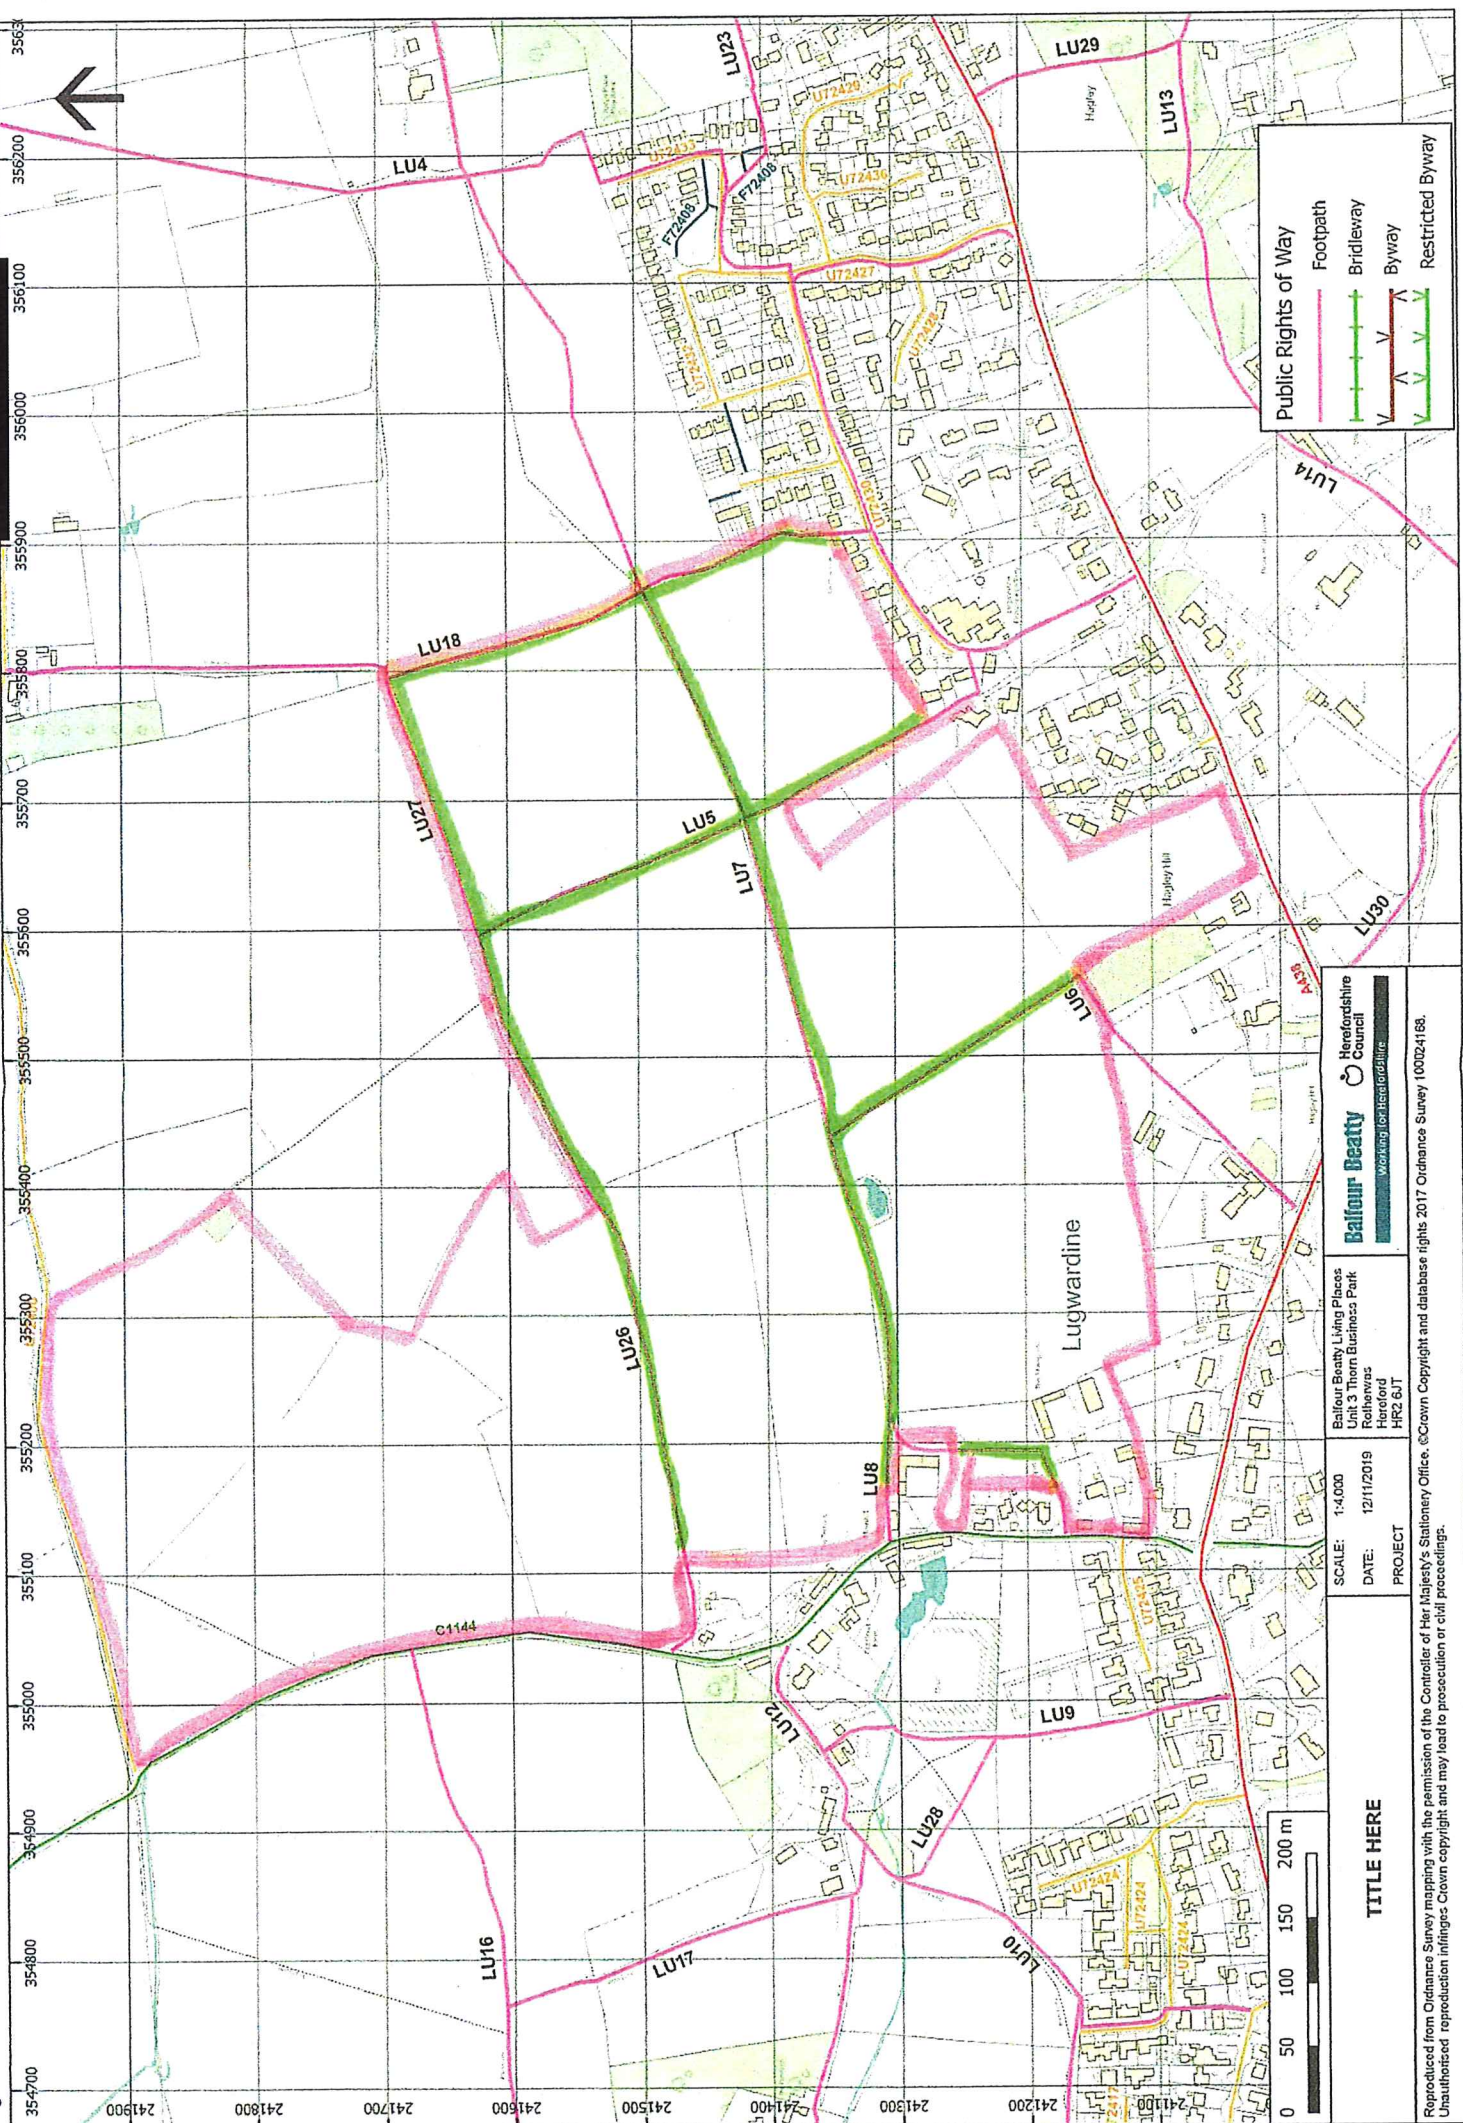 354700
354800
354900
355000
355100
355200
355300
355400
355500
355600
355700
355800
355900
356000
356100
356200
241900
241800
241700
241600
241500
241400
241300
241200
241100
LU4
LU23
LU29
LU13
Hagley
U72429
U72433
U72436
F72408
F72408
U72427
U72428
U72432
U72430
LU18
LU27
LU5
LU7
LU14
LU6
Hagley Hill
LU30
A438
LU26
Lugwardine
LU8
C1144
U72425
LU12
LU9
LU28
LU16
LU17
LU10
U72424
U72424
U72424
Public Rights of Way
Footpath
Bridleway
Byway
Restricted Byway
0 50 100 150 200 m
TITLE HERE
SCALE: 1:4,000
DATE: 12/11/2019
PROJECT
Balfour Beatty Living Places
Unit 3 Thorn Business Park
Rotherwas
Hereford
HR2 6JT
Balfour Beatty
Herefordshire
Council
Working for Herefordshire
Reproduced from Ordnance Survey mapping with the permission of the Controller of Her Majesty's Stationery Office. ©Crown Copyright and database rights 2017 Ordnance Survey 100024168.
Unauthorised reproduction infringes Crown copyright and may lead to prosecution or civil proceedings.